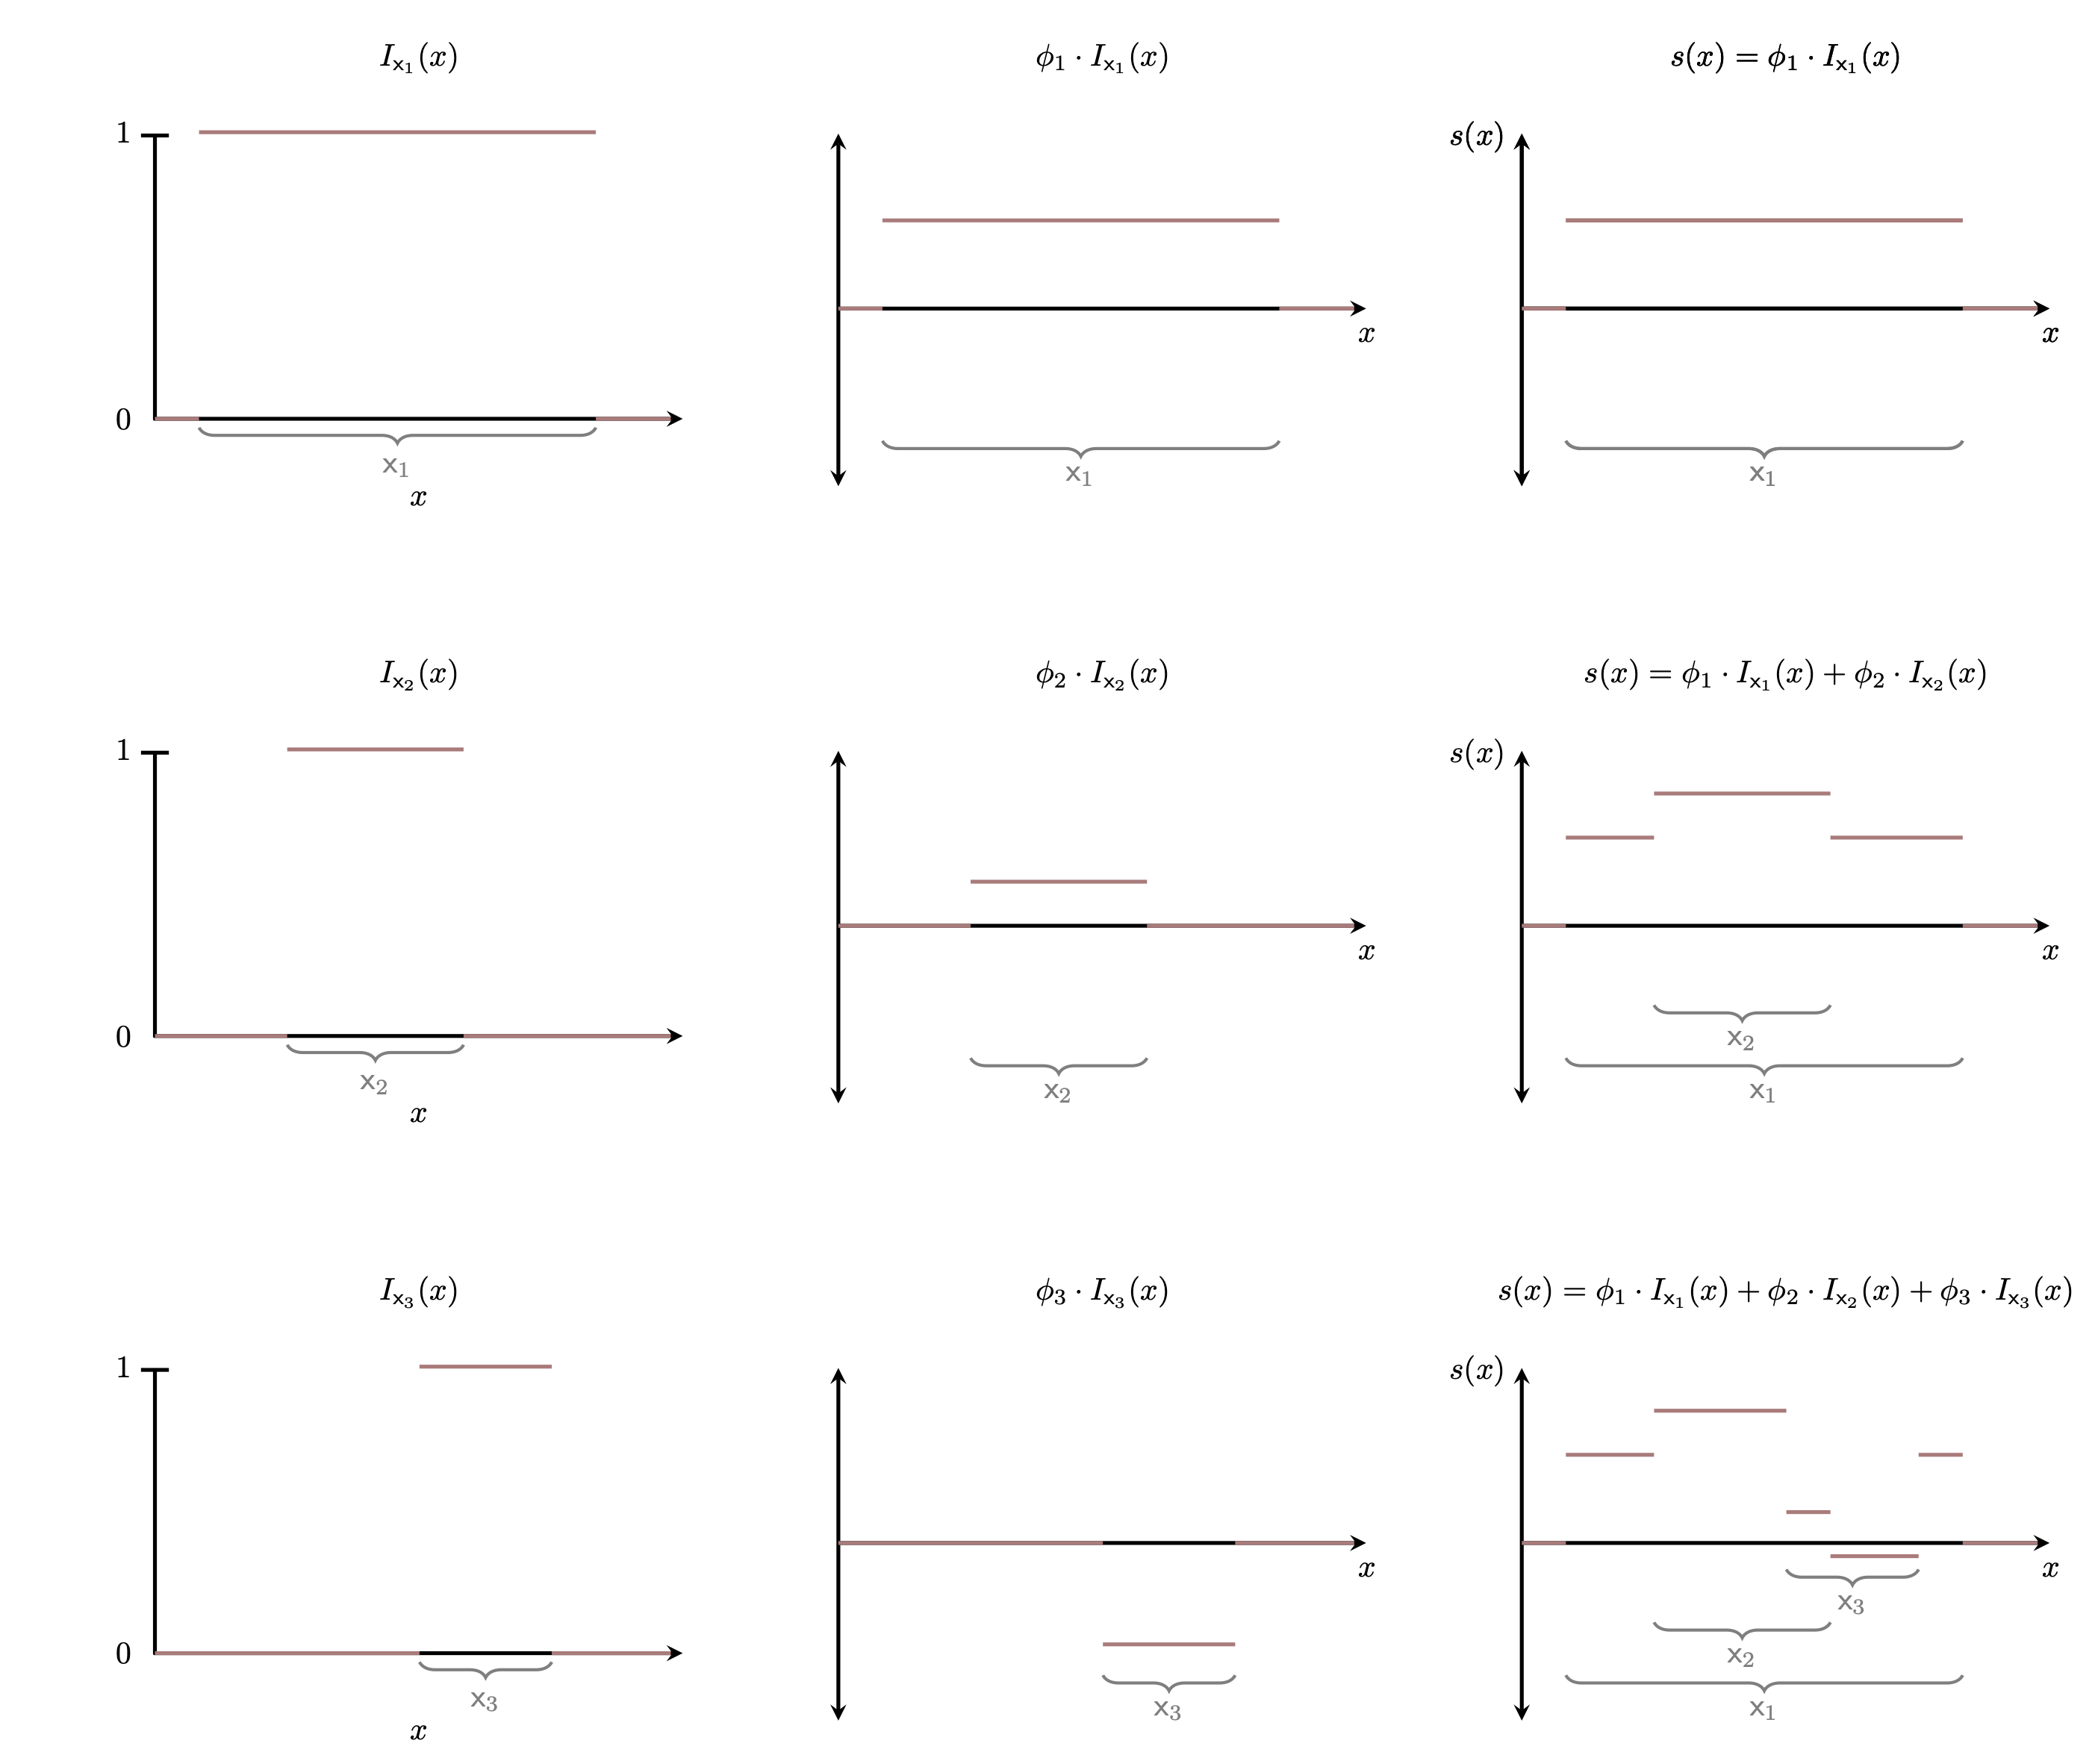 I_{x_1}(x)
ϕ_1 · I_{x_1}(x)
s(x) = ϕ_1 · I_{x_1}(x)
1
0
x_1
x
x
x_1
s(x)
x
x_1
I_{x_2}(x)
ϕ_2 · I_{x_2}(x)
s(x) = ϕ_1 · I_{x_1}(x) + ϕ_2 · I_{x_2}(x)
1
0
x_2
x
x
x_2
s(x)
x
x_2
x_1
I_{x_3}(x)
ϕ_3 · I_{x_3}(x)
s(x) = ϕ_1 · I_{x_1}(x) + ϕ_2 · I_{x_2}(x) + ϕ_3 · I_{x_3}(x)
1
0
x_3
x
x
x_3
s(x)
x
x_3
x_2
x_1